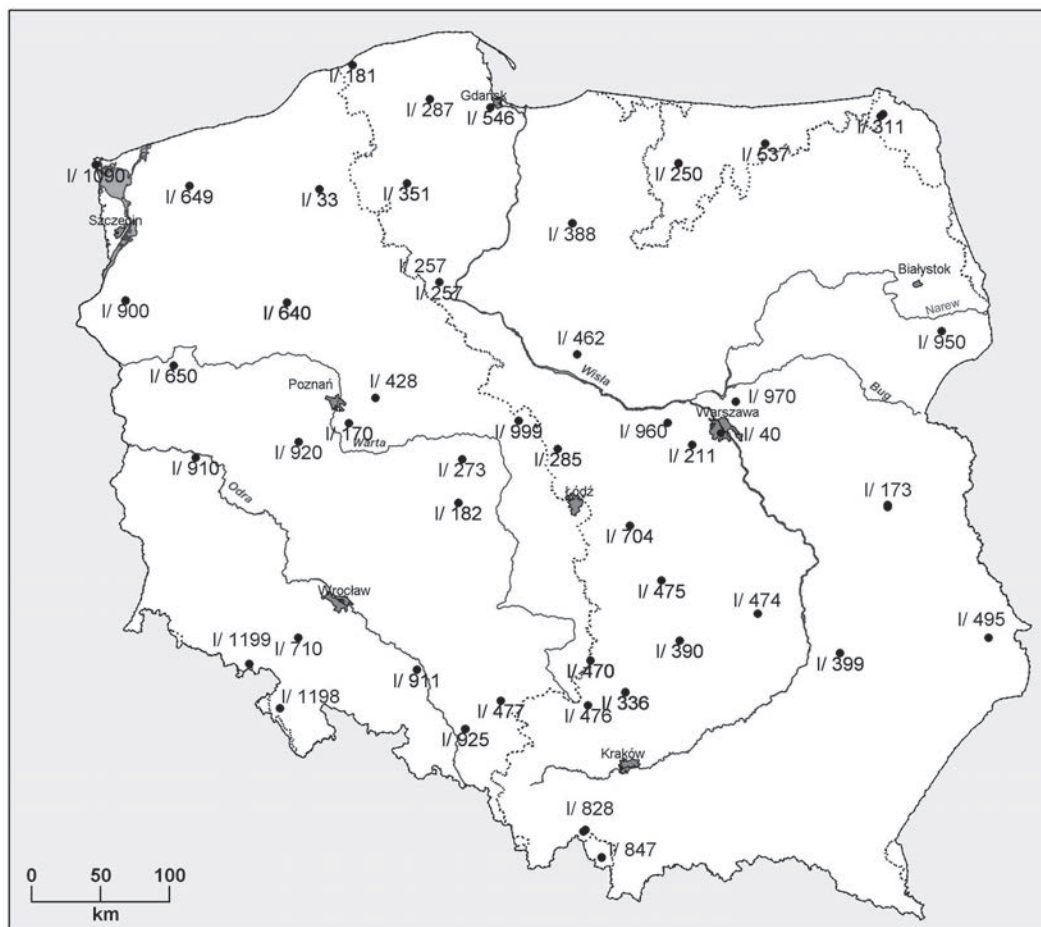 I/ 181
Gdańsk
I/ 287
I/ 546
I/ 311
I/ 537
I/ 250
I/ 1090
I/ 649
I/ 33
I/ 351
Szczecin
I/ 388
I/ 257
I/ 257
Białystok
I/ 900
I/ 640
Narew
I/ 462
I/ 950
I/ 650
Wisła
Bug
Poznań
I/ 428
I/ 970
Warszawa
I/ 170
I/ 999
I/ 960
I/ 40
Warta
I/ 920
I/ 211
I/ 910
I/ 273
I/ 285
Odra
Łódź
I/ 173
I/ 182
I/ 704
Wrocław
I/ 475
I/ 474
I/ 495
I/ 1199
I/ 710
I/ 390
I/ 399
I/ 470
I/ 911
I/ 1198
I/ 477
I/ 336
I/ 476
I/ 925
Kraków
I/ 828
I/ 847
0 50 100
km